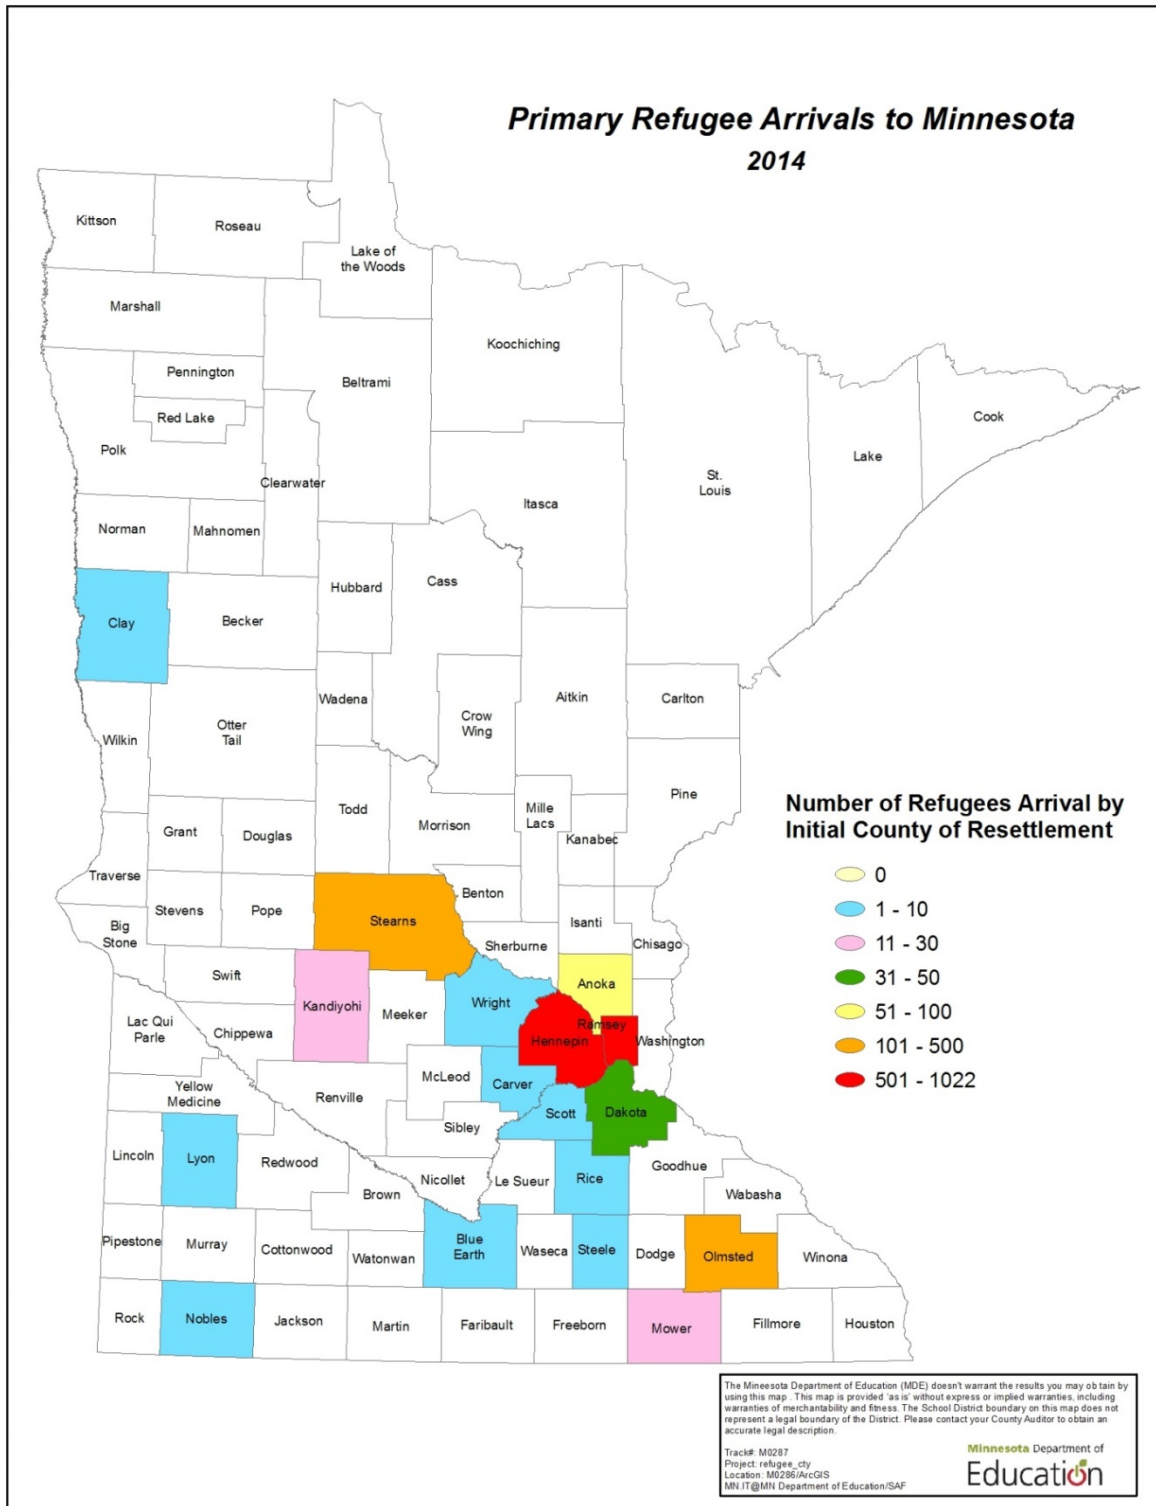 Primary Refugee Arrivals to Minnesota
2014
Kittson
Roseau
Lake of
the Woods
Marshall
Koochiching
Pennington
Beltrami
Red Lake
Cook
Polk
Lake
St.
Louis
Clearwater
Itasca
Norman
Mahnomen
Hubbard
Cass
Clay
Becker
Wadena
Aitkin
Carlton
Crow
Wing
Otter
Tail
Wilkin
Pine
Todd
Mille
Lacs
Morrison
Grant
Douglas
Kanabec
Number of Refugees Arrival by
Initial County of Resettlement
0
1 - 10
11 - 30
31 - 50
51 - 100
101 - 500
501 - 1022
Traverse
Benton
Stevens
Pope
Stearns
Isanti
Big
Stone
Sherburne
Chisago
Swift
Anoka
Kandiyohi
Wright
Meeker
Lac Qui
Parle
Chippewa
Ramsey
Hennepin
Washington
McLeod
Carver
Yellow
Medicine
Renville
Scott
Dakota
Sibley
Lincoln
Lyon
Redwood
Goodhue
Nicollet
Le Sueur
Rice
Brown
Wabasha
Pipestone
Murray
Cottonwood
Watonwan
Blue
Earth
Waseca
Steele
Dodge
Olmsted
Winona
Rock
Nobles
Jackson
Martin
Faribault
Freeborn
Mower
Fillmore
Houston
The Mineesota Department of Education (MDE) doesn't warrant the results you may ob tain by
using this map . This map is provided 'as is' without express or implied warranties, including
warranties of merchantability and fitness. The School District boundary on this map does not
represent a legal boundary of the District. Please contact your County Auditor to obtain an
accurate legal description.
Track#: M0287
Project: refugee_cty
Location: M0286/ArcGIS
MN.IT@MN Department of Education/SAF
Minnesota Department of
Education